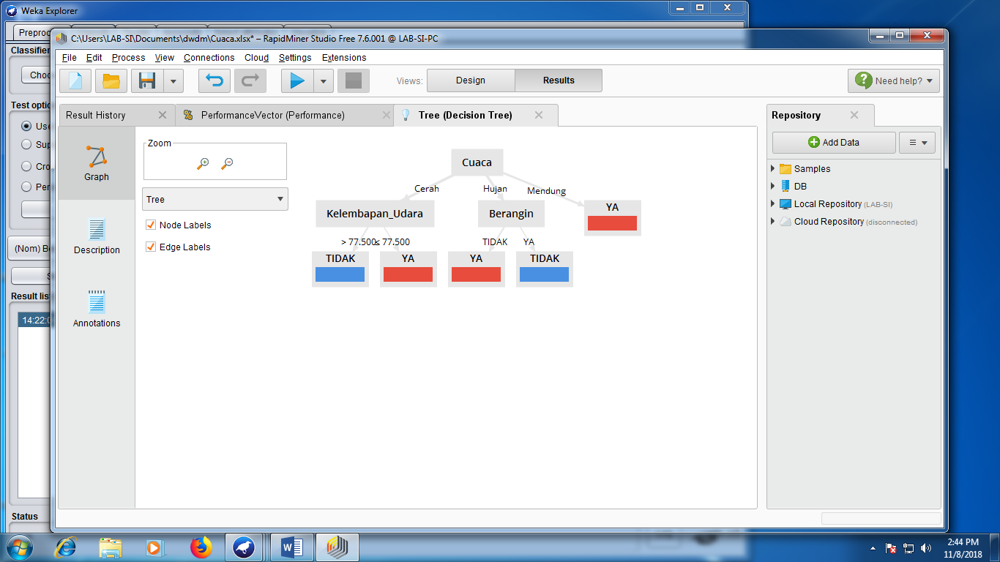 Weka Explorer
Preproc
C:\Users\LAB-SI\Documents\dwdm\Cuaca.xlsx* – RapidMiner Studio Free 7.6.001 @ LAB-SI-PC
File Edit Process View Connections Cloud Settings Extensions
Views: Design Results Need help?
Classifier
Choo
Test optio
Use
Sup
Cro
Per
(Nom) Be
S
Result list
14:22:0
Status
Result History PerformanceVector (Performance) Tree (Decision Tree)
Graph
Description
Annotations
Zoom
Tree
Node Labels
Edge Labels
Cuaca
Cerah Hujan Mendung
Kelembapan_Udara Berangin YA
> 77.500 ≤ 77.500 TIDAK YA
TIDAK YA YA TIDAK
Repository
Add Data
Samples
DB
Local Repository (LAB-SI)
Cloud Repository (disconnected)
2:44 PM
11/8/2018